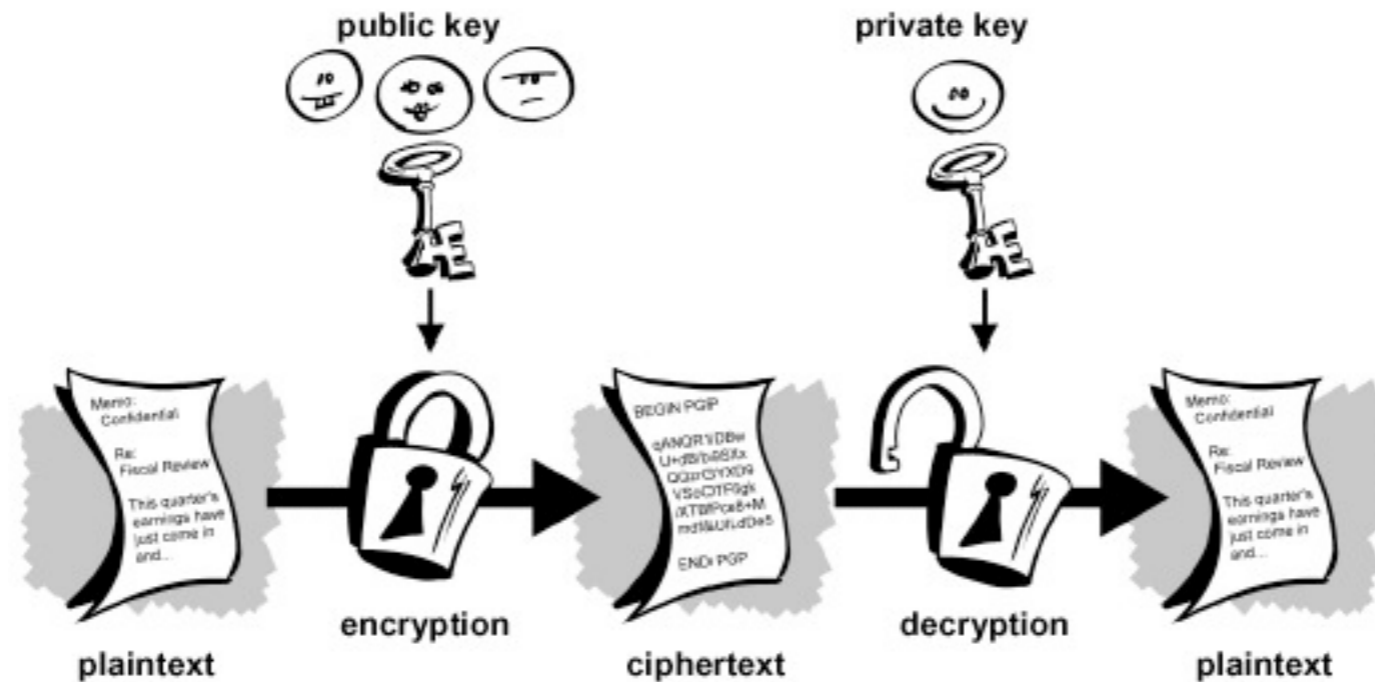 public key
private key
Memo:
Confidential
Re:
Fiscal Review
This quarter's
earnings have
just come in
and...
BEGIN PGP
END PGP
Memo:
Confidential
Re:
Fiscal Review
This quarter's
earnings have
just come in
and...
encryption
decryption
plaintext
ciphertext
plaintext